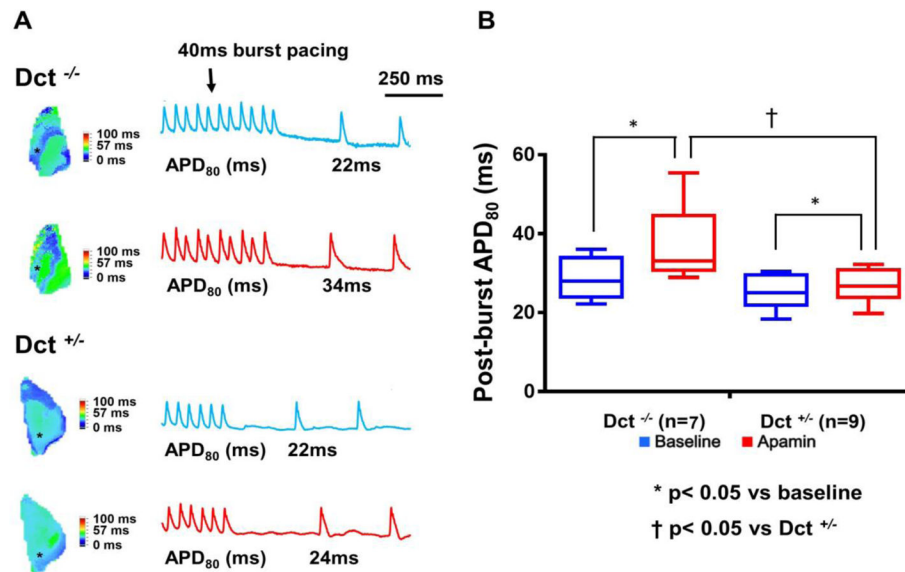 A
40ms burst pacing
250 ms
Dct -/-
100 ms
57 ms
0 ms
*
APD80 (ms)
22ms
100 ms
57 ms
0 ms
*
APD80 (ms)
34ms
Dct +/-
100 ms
57 ms
0 ms
*
APD80 (ms)
22ms
100 ms
57 ms
0 ms
*
APD80 (ms)
24ms
B
Post-burst APD80 (ms)
60
40
20
0
*
†
*
Dct -/- (n=7)
Dct +/- (n=9)
Baseline
Apamin
* p< 0.05 vs baseline
† p< 0.05 vs Dct +/-